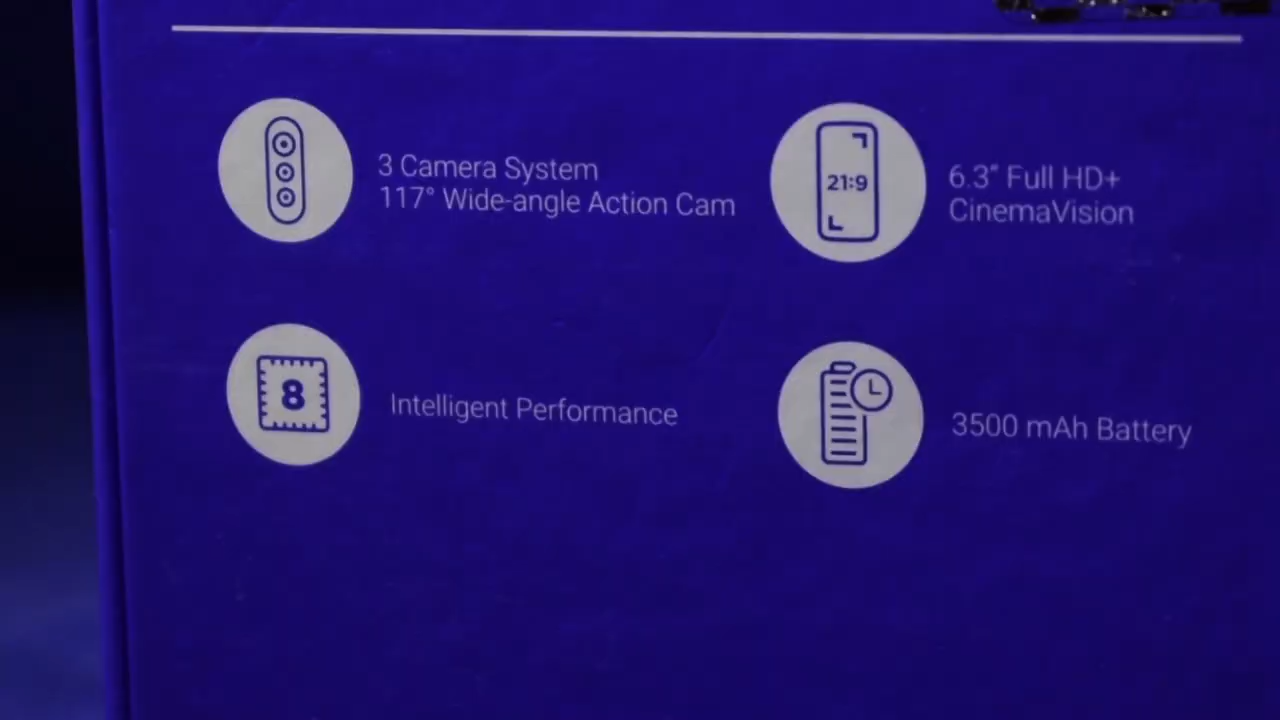 3 Camera System
117° Wide-angle Action Cam
21:9
6.3" Full HD+
CinemaVision
8
Intelligent Performance
3500 mAh Battery